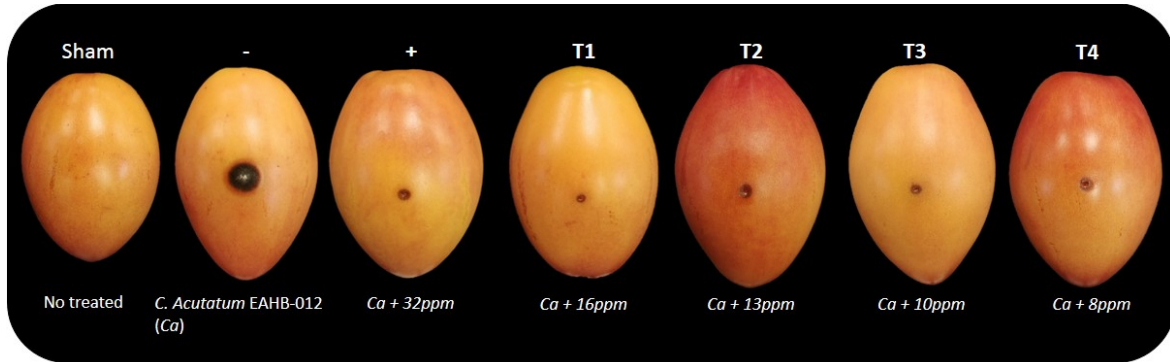 Sham - + T1 T2 T3 T4
No treated C. Acutatum EAHB-012 Ca + 32ppm Ca + 16ppm Ca + 13ppm Ca + 10ppm Ca + 8ppm
(Ca)